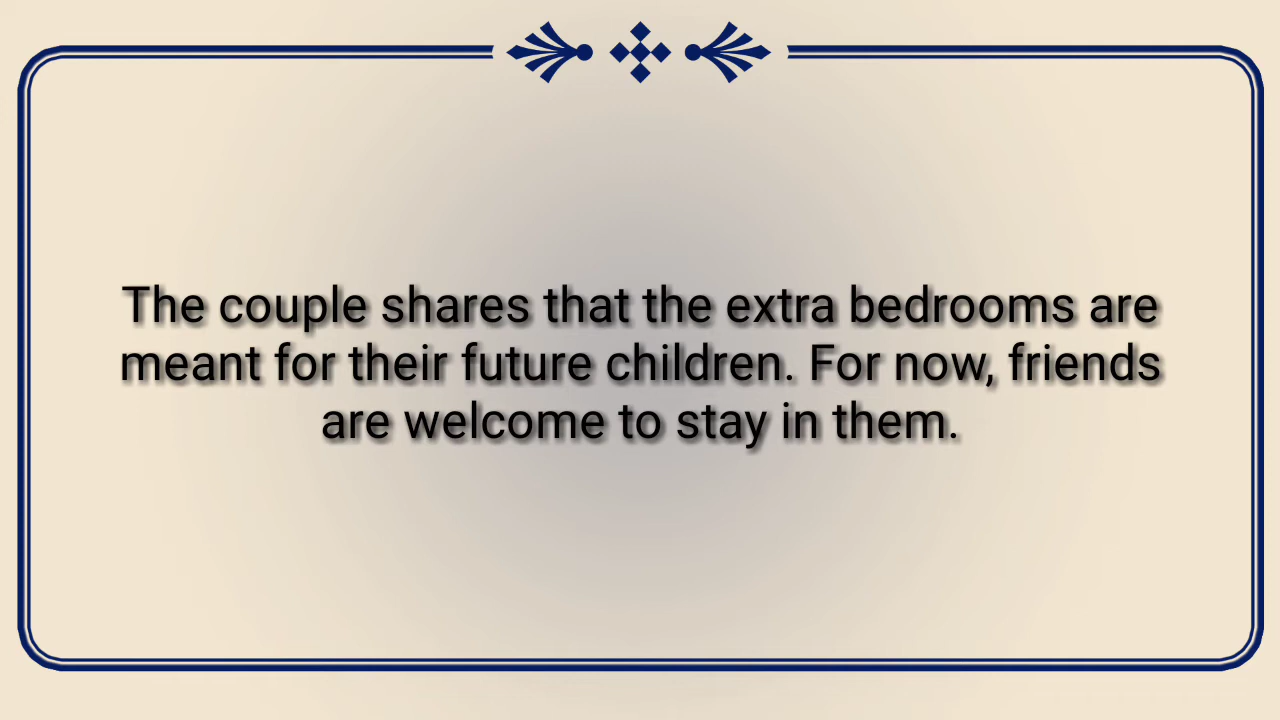 The couple shares that the extra bedrooms are
meant for their future children. For now, friends
are welcome to stay in them.